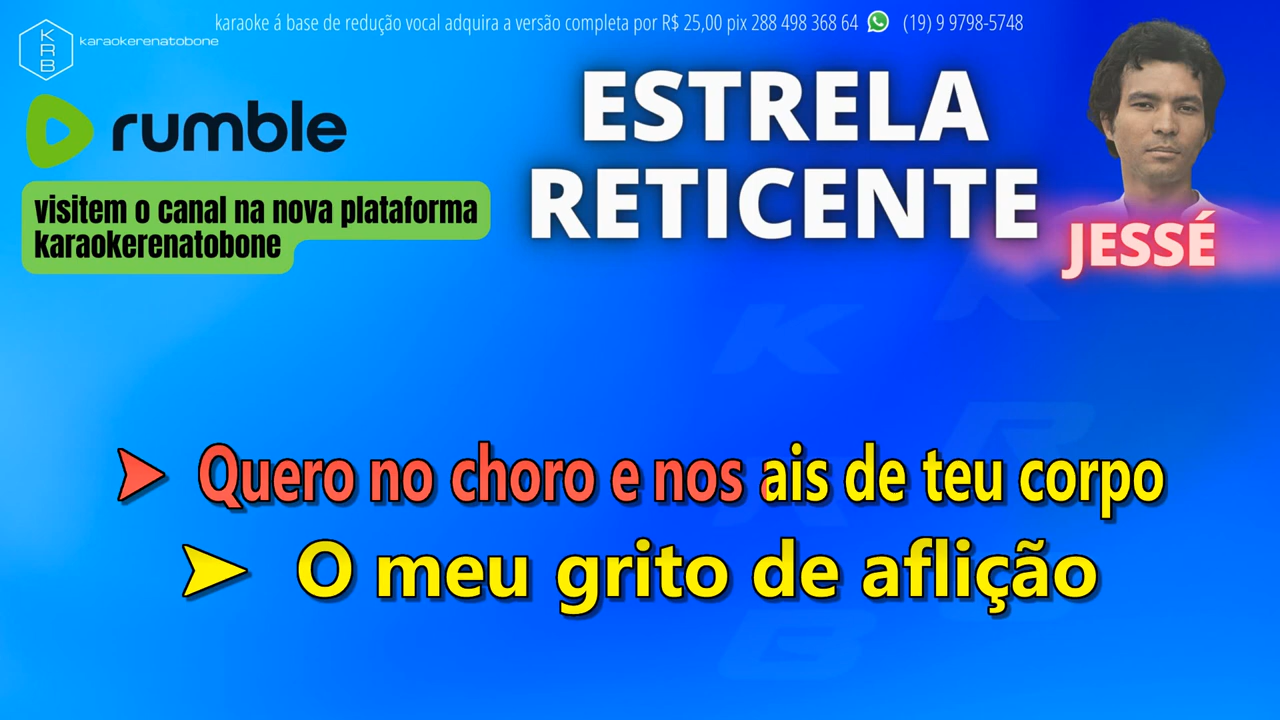 karaoke á base de redução vocal adquira a versão completa por R$ 25,00 pix 288 498 368 64 (19) 9 9798-5748
K
R
B
karaokerenatobone
rumble
visitem o canal na nova plataforma
karaokerenatobone
ESTRELA
RETICENTE
JESSÉ
K
R
B
Quero no choro e nos ais de teu corpo
O meu grito de aflição